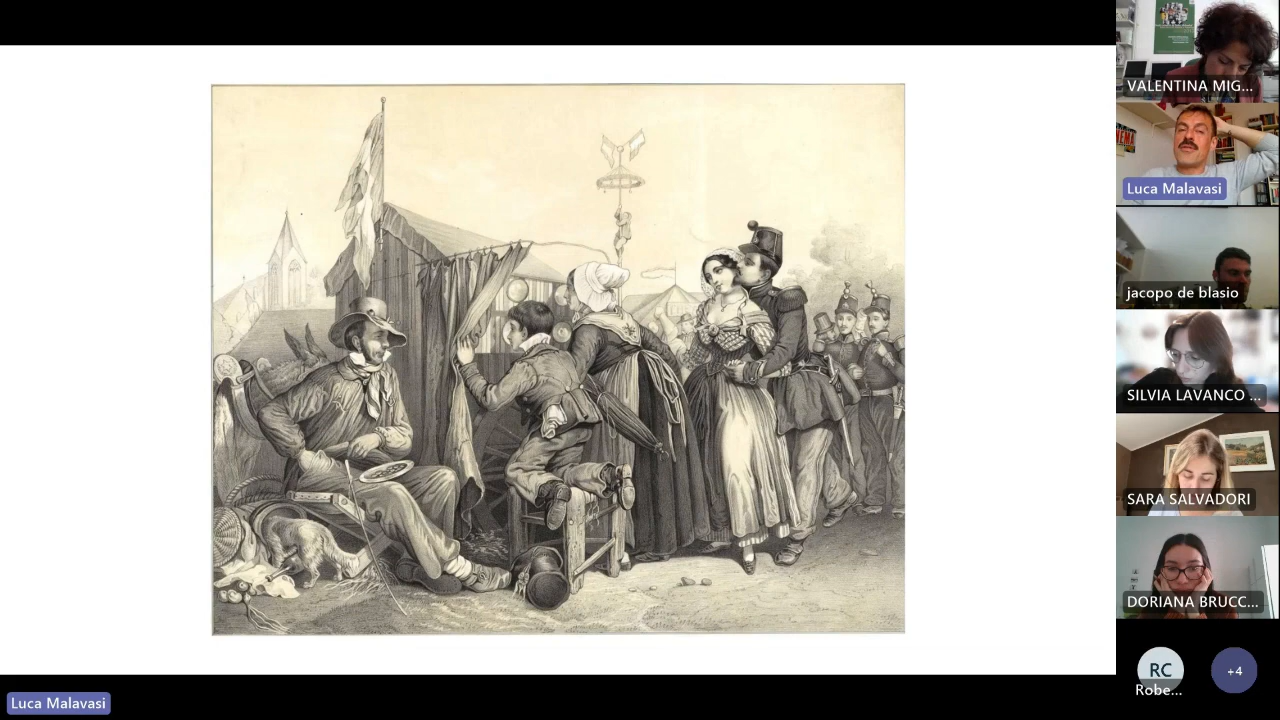 VALENTINA MIG...
Luca Malavasi
jacopo de blasio
SILVIA LAVANCO ...
SARA SALVADORI
DORIANA BRUCC...
RC
Robe...
+4
Luca Malavasi